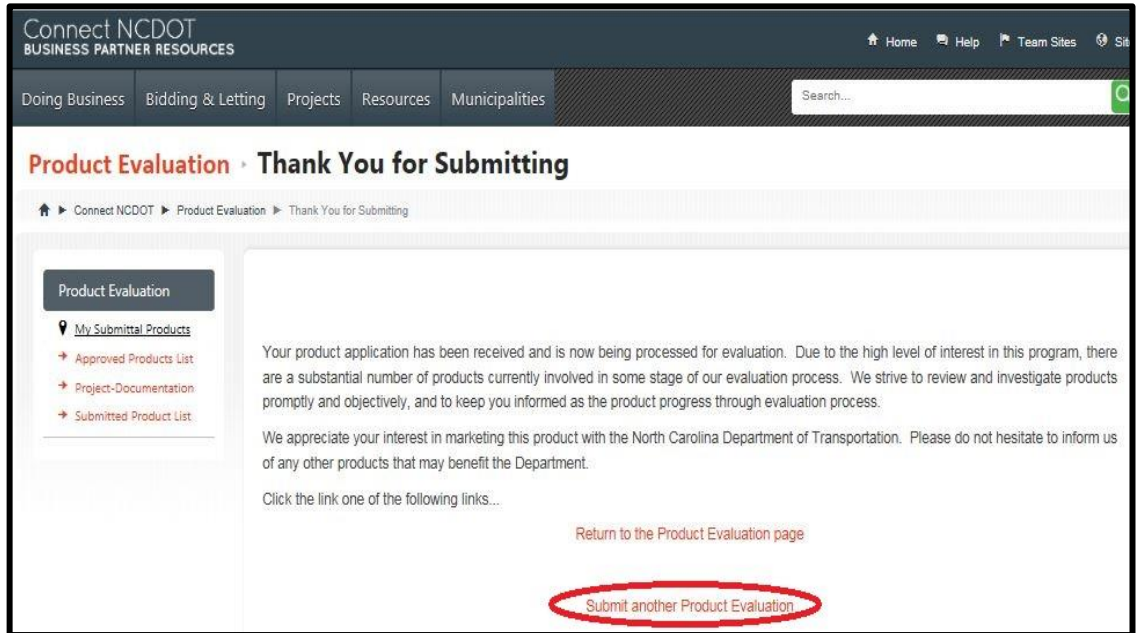 Connect NCDOT
BUSINESS PARTNER RESOURCES
Home Help Team Sites
Doing Business Bidding & Letting Projects Resources Municipalities Search...
Product Evaluation Thank You for Submitting
Connect NCDOT ► Product Evaluation ► Thank You for Submitting
Product Evaluation
My Submittal Products
Approved Products List
Project-Documentation
Submitted Product List
Your product application has been received and is now being processed for evaluation. Due to the high level of interest in this program, there
are a substantial number of products currently involved in some stage of our evaluation process. We strive to review and investigate products
promptly and objectively, and to keep you informed as the product progress through evaluation process.
We appreciate your interest in marketing this product with the North Carolina Department of Transportation. Please do not hesitate to inform us
of any other products that may benefit the Department.
Click the link one of the following links...
Return to the Product Evaluation page
Submit another Product Evaluation